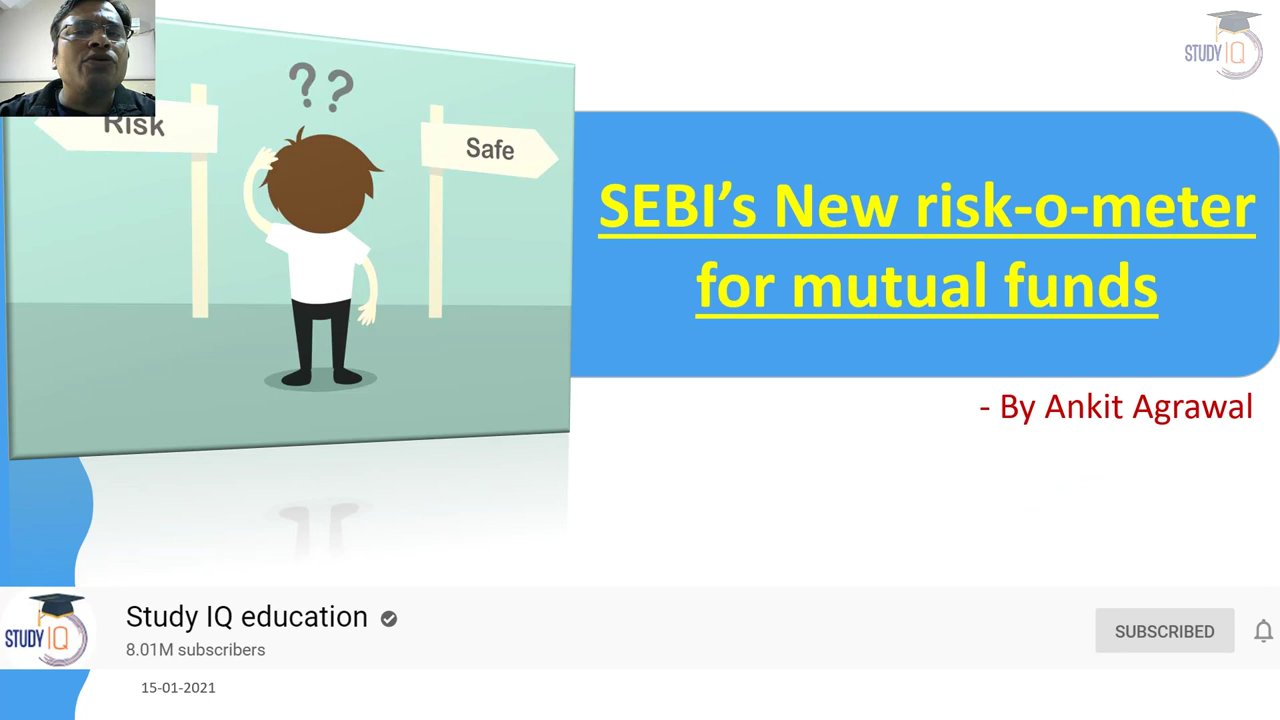 STUDY IQ
??
Risk
Safe
SEBI’s New risk-o-meter
for mutual funds
- By Ankit Agrawal
STUDY IQ
Study IQ education
8.01M subscribers
SUBSCRIBED
15-01-2021